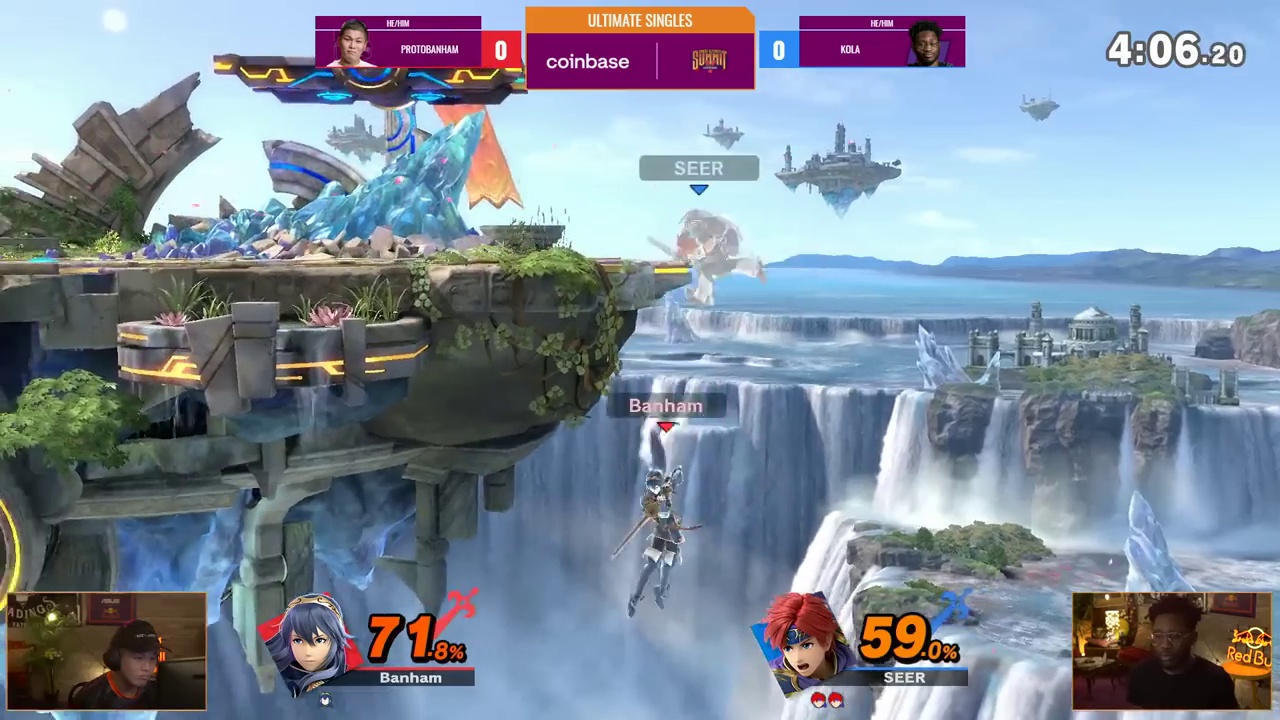 HE/HIM
PROTOBANHAM
0
ULTIMATE SINGLES
coinbase
SUMMIT
0
HE/HIM
KOLA
4:06.20
SEER
Banham
71.8%
Banham
59.0%
SEER
Red Bu